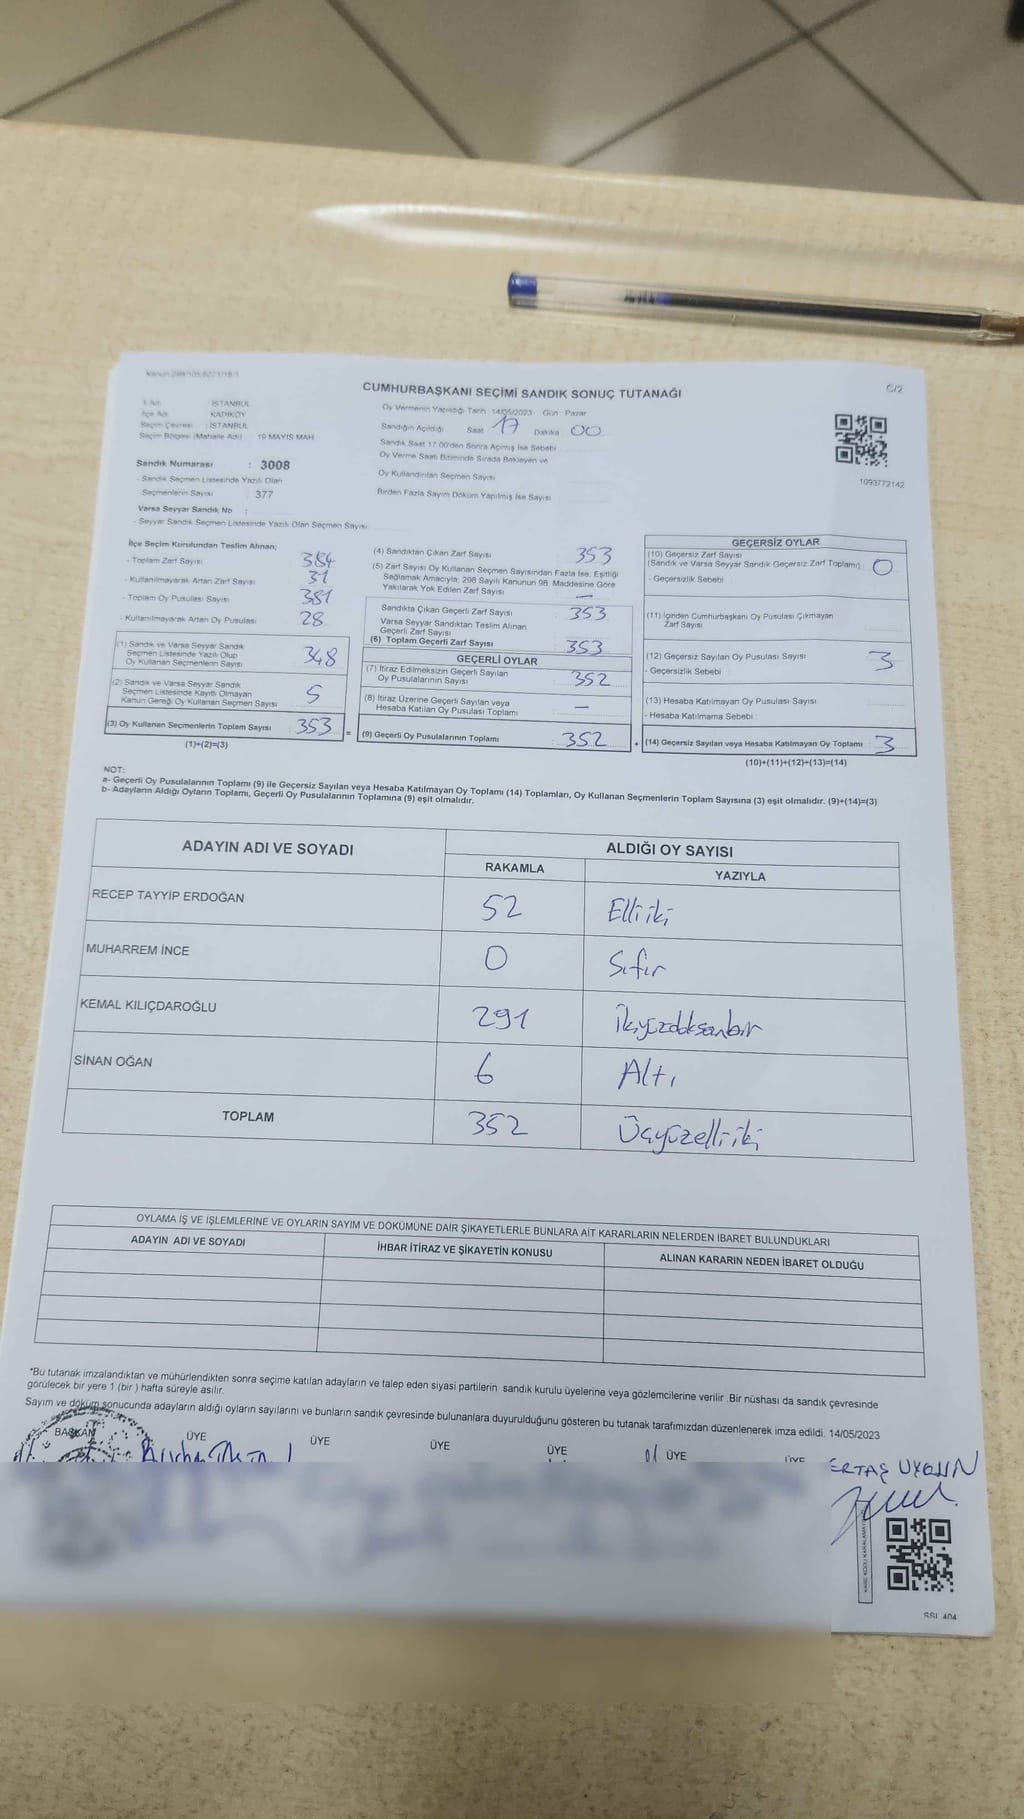 Kanun:298/105,6271/18-1
CUMHURBAŞKANI SEÇİMİ SANDIK SONUÇ TUTANAĞI
C/2
İl Adı : İSTANBUL
İlçe Adı : KADIKÖY
Seçim Çevresi : İSTANBUL
Seçim Bölgesi (Mahalle Adı) : 19 MAYIS MAH
Sandık Numarası : 3008
- Sandık Seçmen Listesinde Yazılı Olan
Seçmenlerin Sayısı : 377
Varsa Seyyar Sandık No :
- Seyyar Sandık Seçmen Listesinde Yazılı Olan Seçmen Sayısı:
Oy Vermenin Yapıldığı Tarih :14/05/2023 Gün : Pazar
Sandığın Açıldığı Saat 17 Dakika 00
Sandık Saat 17.00'den Sonra Açılmış İse Sebebi
Oy Verme Saati Bitiminde Sırada Bekleyen ve
Oy Kullandırılan Seçmen Sayısı
Birden Fazla Sayım Döküm Yapılmış İse Sayısı
1093772142
İlçe Seçim Kurulundan Teslim Alınan;
- Toplam Zarf Sayısı 384
- Kullanılmayarak Artan Zarf Sayısı 31
- Toplam Oy Pusulası Sayısı 381
- Kullanılmayarak Artan Oy Pusulası 28
(1) Sandık ve Varsa Seyyar Sandık
Seçmen Listesinde Yazılı Olup
Oy Kullanan Seçmenlerin Sayısı 348
(2) Sandık ve Varsa Seyyar Sandık
Seçmen Listesinde Kayıtlı Olmayan
Kanun Gereği Oy Kullanan Seçmen Sayısı 5
(3) Oy Kullanan Seçmenlerin Toplam Sayısı 353 =
(1)+(2)=(3)
(4) Sandıktan Çıkan Zarf Sayısı 353
(5) Zarf Sayısı Oy Kullanan Seçmen Sayısından Fazla İse, Eşitliği
Sağlamak Amacıyla; 298 Sayılı Kanunun 98. Maddesine Göre
Yakılarak Yok Edilen Zarf Sayısı —
Sandıkta Çıkan Geçerli Zarf Sayısı 353
Varsa Seyyar Sandıktan Teslim Alınan
Geçerli Zarf Sayısı
(6) Toplam Geçerli Zarf Sayısı 353
GEÇERLİ OYLAR
(7) İtiraz Edilmeksizin Geçerli Sayılan
Oy Pusulalarının Sayısı 352
(8) İtiraz Üzerine Geçerli Sayılan veya
Hesaba Katılan Oy Pusulası Toplamı —
(9) Geçerli Oy Pusulalarının Toplamı 352 +
GEÇERSİZ OYLAR
(10) Geçersiz Zarf Sayısı
(Sandık ve Varsa Seyyar Sandık Geçersiz Zarf Toplamı) : 0
- Geçersizlik Sebebi :
(11) İçinden Cumhurbaşkanı Oy Pusulası Çıkmayan
Zarf Sayısı
(12) Geçersiz Sayılan Oy Pusulası Sayısı 3
- Geçersizlik Sebebi :
(13) Hesaba Katılmayan Oy Pusulası Sayısı
- Hesaba Katılmama Sebebi :
(14) Geçersiz Sayılan veya Hesaba Katılmayan Oy Toplamı 3
(10)+(11)+(12)+(13)=(14)
NOT:
a- Geçerli Oy Pusulalarının Toplamı (9) ile Geçersiz Sayılan veya Hesaba Katılmayan Oy Toplamı (14) Toplamları, Oy Kullanan Seçmenlerin Toplam Sayısına (3) eşit olmalıdır. (9)+(14)=(3)
b- Adayların Aldığı Oyların Toplamı, Geçerli Oy Pusulalarının Toplamına (9) eşit olmalıdır.
ADAYIN ADI VE SOYADI
ALDIĞI OY SAYISI
RAKAMLA YAZIYLA
RECEP TAYYİP ERDOĞAN 52 Elli iki
MUHARREM İNCE 0 Sıfır
KEMAL KILIÇDAROĞLU 291 İkiyüzdoksanbir
SİNAN OĞAN 6 Altı
TOPLAM 352 Üçyüzelli iki
OYLAMA İŞ VE İŞLEMLERİNE VE OYLARIN SAYIM VE DÖKÜMÜNE DAİR ŞİKAYETLERLE BUNLARA AİT KARARLARIN NELERDEN İBARET BULUNDUKLARI
ADAYIN ADI VE SOYADI İHBAR İTİRAZ VE ŞİKAYETİN KONUSU ALINAN KARARIN NEDEN İBARET OLDUĞU
*Bu tutanak imzalandıktan ve mühürlendikten sonra seçime katılan adayların ve talep eden siyasi partilerin sandık kurulu üyelerine veya gözlemcilerine verilir .Bir nüshası da sandık çevresinde
görülecek bir yere 1 (bir ) hafta süreyle asılır.
Sayım ve döküm sonucunda adayların aldığı oyların sayılarını ve bunların sandık çevresinde bulunanlara duyurulduğunu gösteren bu tutanak tarafımızdan düzenlenerek imza edildi. 14/05/2023
BAŞKAN ÜYE ÜYE ÜYE ÜYE ÜYE ÜYE
SSL 404